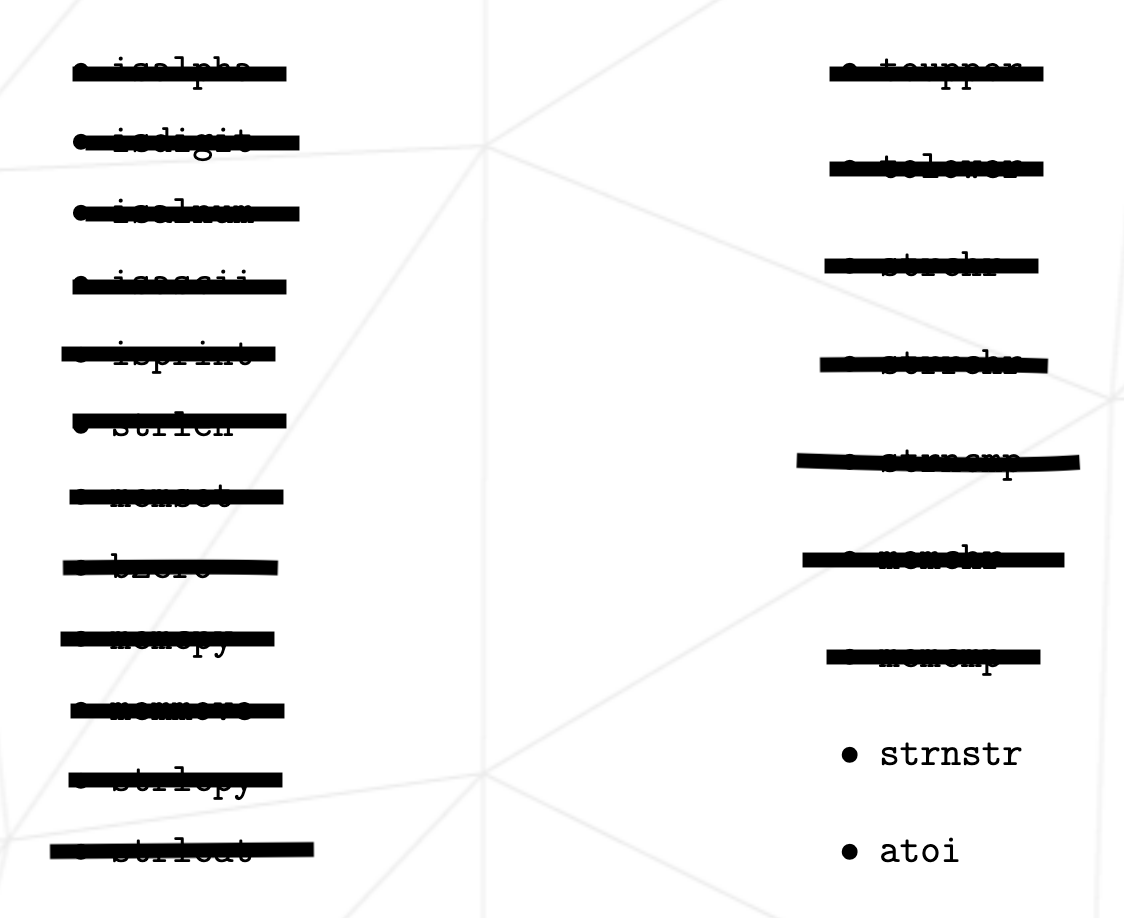 • isalpha
• isdigit
• isalnum
• isascii
• isprint
• strlen
• memset
• bzero
• memcpy
• memmove
• strlcpy
• strlcat
• toupper
• tolower
• strchr
• strrchr
• strncmp
• memchr
• memcmp
• strnstr
• atoi